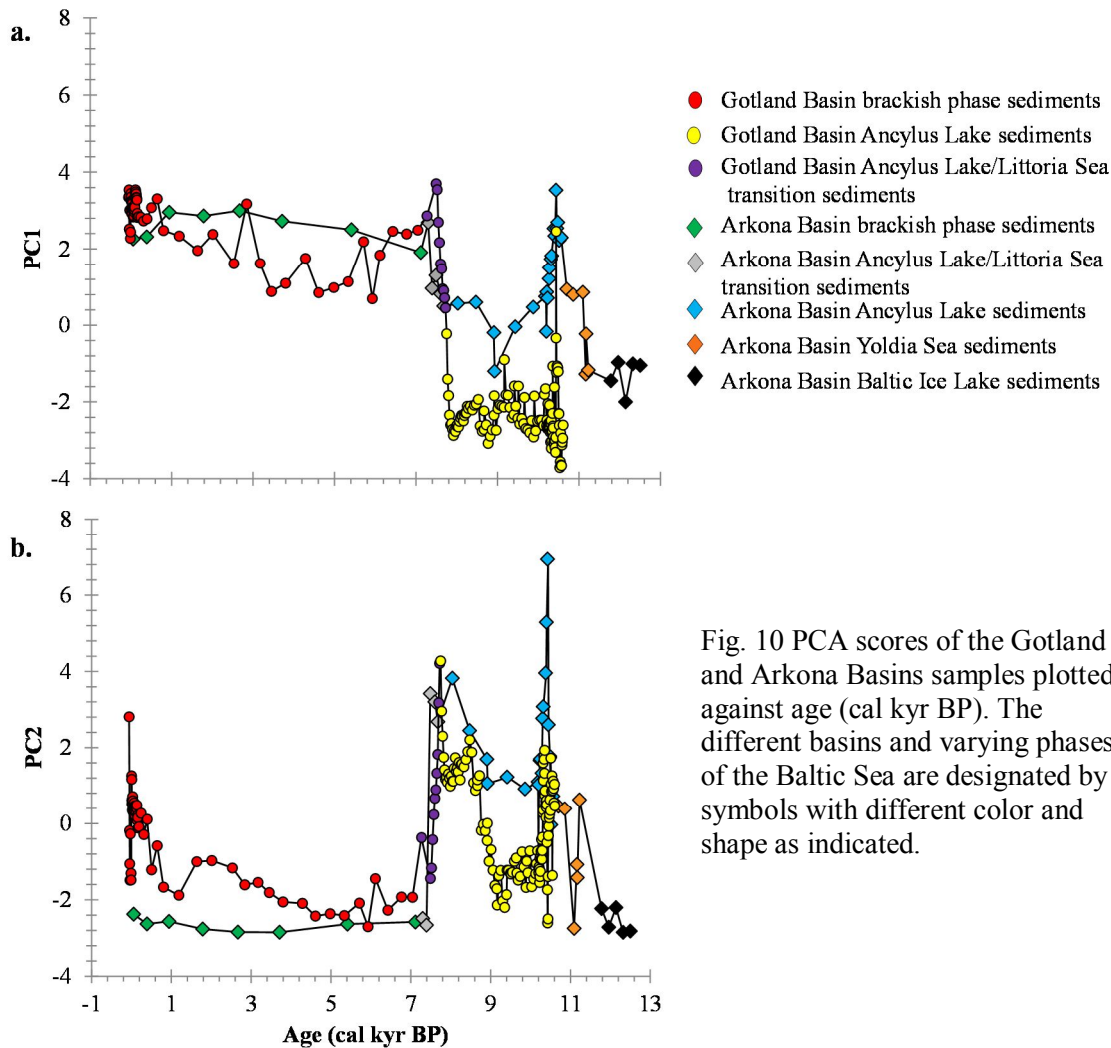 a.
8
6
4
2
0
-2
-4
PC1
Gotland Basin brackish phase sediments
Gotland Basin Ancylus Lake sediments
Gotland Basin Ancylus Lake/Littoria Sea
transition sediments
Arkona Basin brackish phase sediments
Arkona Basin Ancylus Lake/Littoria Sea
transition sediments
Arkona Basin Ancylus Lake sediments
Arkona Basin Yoldia Sea sediments
Arkona Basin Baltic Ice Lake sediments
b.
8
6
4
2
0
-2
-4
PC2
-1 1 3 5 7 9 11 13
Age (cal kyr BP)
Fig. 10 PCA scores of the Gotland
and Arkona Basins samples plotted
against age (cal kyr BP). The
different basins and varying phases
of the Baltic Sea are designated by
symbols with different color and
shape as indicated.